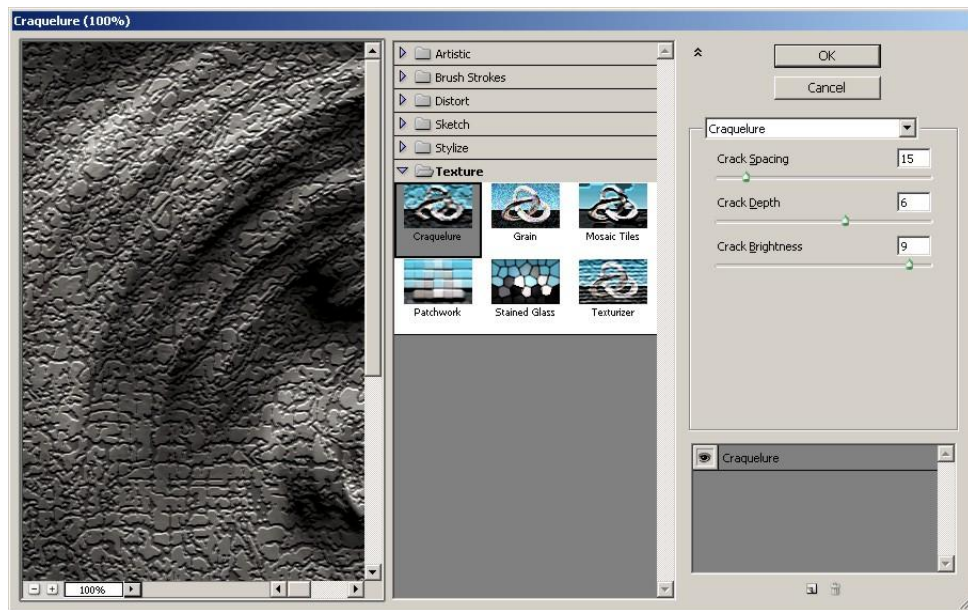 Craquelure (100%)
Artistic
Brush Strokes
Distort
Sketch
Stylize
Texture
Craquelure
Grain
Mosaic Tiles
Patchwork
Stained Glass
Texturizer
100%
OK
Cancel
Craquelure
Crack Spacing
15
Crack Depth
6
Crack Brightness
9
Craquelure